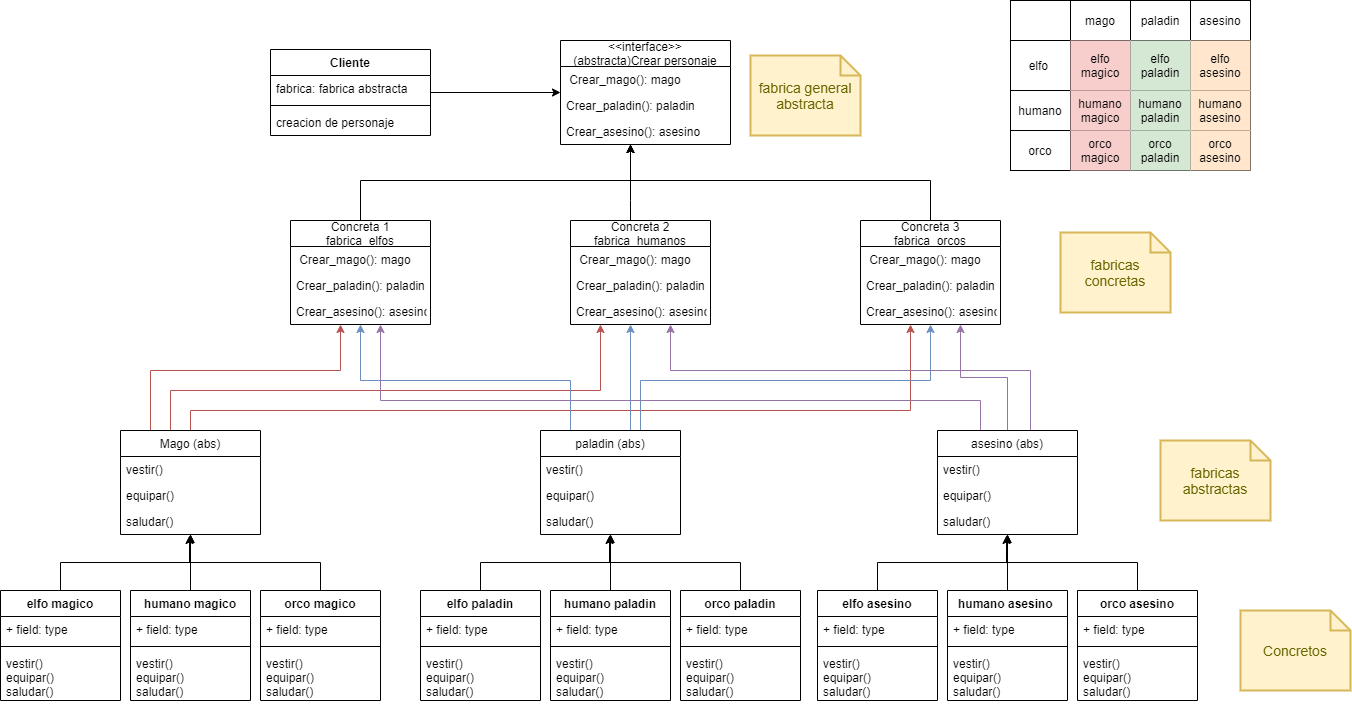 mago
paladin
asesino
elfo
elfo
magico
elfo
paladin
elfo
asesino
humano
humano
magico
humano
paladin
humano
asesino
orco
orco
magico
orco
paladin
orco
asesino
Cliente
fabrica: fabrica abstracta
creacion de personaje
<<interface>>
(abstracta)Crear personaje
Crear_mago(): mago
Crear_paladin(): paladin
Crear_asesino(): asesino
fabrica general
abstracta
Concreta 1
fabrica_elfos
Crear_mago(): mago
Crear_paladin(): paladin
Crear_asesino(): asesino
Concreta 2
fabrica_humanos
Crear_mago(): mago
Crear_paladin(): paladin
Crear_asesino(): asesino
Concreta 3
fabrica_orcos
Crear_mago(): mago
Crear_paladin(): paladin
Crear_asesino(): asesino
fabricas
concretas
Mago (abs)
vestir()
equipar()
saludar()
paladin (abs)
vestir()
equipar()
saludar()
asesino (abs)
vestir()
equipar()
saludar()
fabricas
abstractas
elfo magico
+ field: type
vestir()
equipar()
saludar()
humano magico
+ field: type
vestir()
equipar()
saludar()
orco magico
+ field: type
vestir()
equipar()
saludar()
elfo paladin
+ field: type
vestir()
equipar()
saludar()
humano paladin
+ field: type
vestir()
equipar()
saludar()
orco paladin
+ field: type
vestir()
equipar()
saludar()
elfo asesino
+ field: type
vestir()
equipar()
saludar()
humano asesino
+ field: type
vestir()
equipar()
saludar()
orco asesino
+ field: type
vestir()
equipar()
saludar()
Concretos